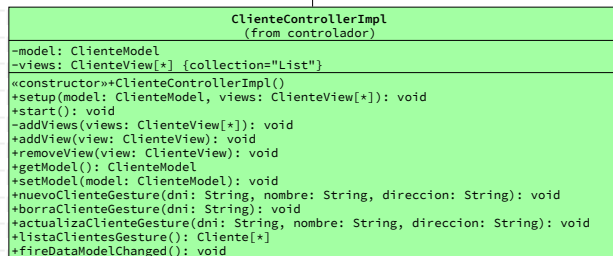 ClienteControllerImpl
(from controlador)
-model: ClienteModel
-views: ClienteView[*] {collection="List"}
«constructor»+ClienteControllerImpl()
+setup(model: ClienteModel, views: ClienteView[*]): void
+start(): void
-addViews(views: ClienteView[*]): void
+addView(view: ClienteView): void
+removeView(view: ClienteView): void
+getModel(): ClienteModel
+setModel(model: ClienteModel): void
+nuevoClienteGesture(dni: String, nombre: String, direccion: String): void
+borraClienteGesture(dni: String): void
+actualizaClienteGesture(dni: String, nombre: String, direccion: String): void
+listaClientesGesture(): Cliente[*]
+fireDataModelChanged(): void